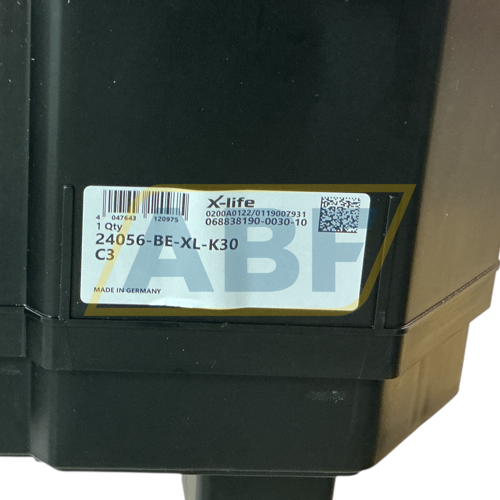 X-life
0200A0122/0119007931
068838190-0030-10
4 047643 120975
1 Qty
24056-BE-XL-K30
C3
MADE IN GERMANY
ABF